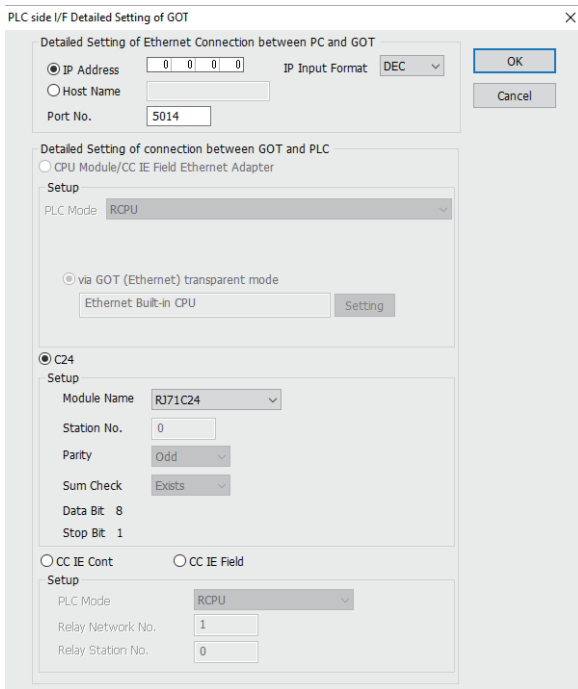 PLC side I/F Detailed Setting of GOT
Detailed Setting of Ethernet Connection between PC and GOT
IP Address 0 0 0 0 IP Input Format DEC
Host Name
Port No. 5014
OK
Cancel
Detailed Setting of connection between GOT and PLC
CPU Module/CC IE Field Ethernet Adapter
Setup
PLC Mode RCPU
via GOT (Ethernet) transparent mode
Ethernet Built-in CPU Setting
C24
Setup
Module Name RJ71C24
Station No. 0
Parity Odd
Sum Check Exists
Data Bit 8
Stop Bit 1
CC IE Cont CC IE Field
Setup
PLC Mode RCPU
Relay Network No. 1
Relay Station No. 0